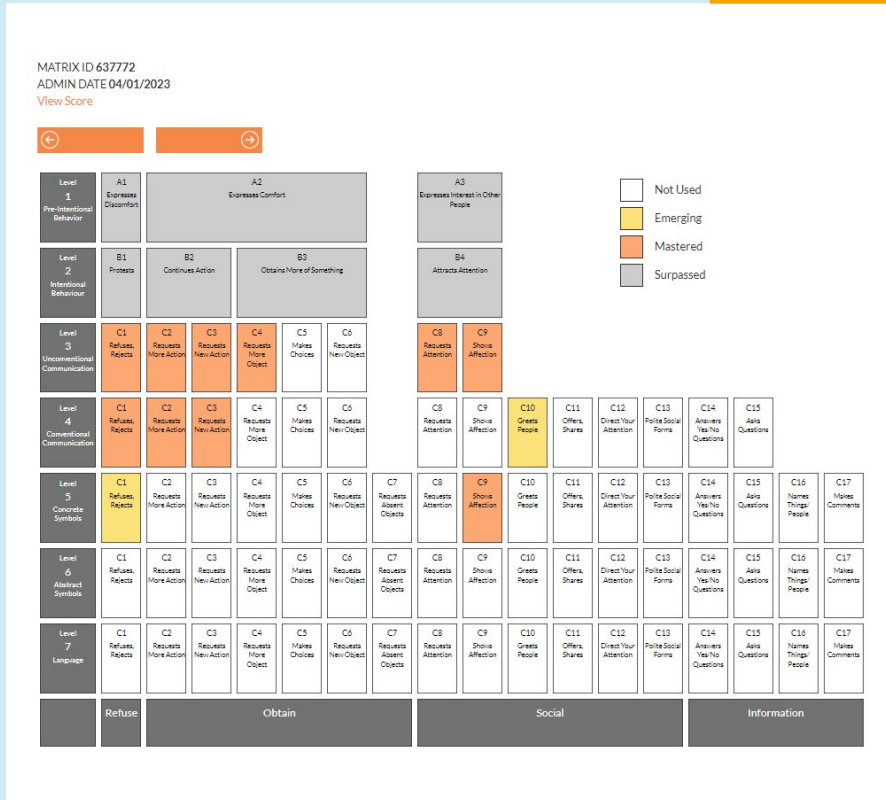 MATRIX ID 637772
ADMIN DATE 04/01/2023
View Score
Level
1
Pre-Intentional
Behavior
A1
Expresses
Discomfort
A2
Expresses Comfort
A3
Expresses Interest in Other
People
Not Used
Emerging
Mastered
Surpassed
Level
2
Intentional
Behaviour
B1
Protests
B2
Continues Action
B3
Obtains More of Something
B4
Attracts Attention
Level
3
Unconventional
Communication
C1
Refuses,
Rejects
C2
Requests
More Action
C3
Requests
New Action
C4
Requests
More
Object
C5
Makes
Choices
C6
Requests
New Object
C8
Requests
Attention
C9
Shows
Affection
Level
4
Conventional
Communication
C1
Refuses,
Rejects
C2
Requests
More Action
C3
Requests
New Action
C4
Requests
More
Object
C5
Makes
Choices
C6
Requests
New Object
C8
Requests
Attention
C9
Shows
Affection
C10
Greets
People
C11
Offers,
Shares
C12
Direct Your
Attention
C13
Polite Social
Forms
C14
Answers
Yes/No
Questions
C15
Asks
Questions
Level
5
Concrete
Symbols
C1
Refuses,
Rejects
C2
Requests
More Action
C3
Requests
New Action
C4
Requests
More
Object
C5
Makes
Choices
C6
Requests
New Object
C7
Requests
Absent
Objects
C8
Requests
Attention
C9
Shows
Affection
C10
Greets
People
C11
Offers,
Shares
C12
Direct Your
Attention
C13
Polite Social
Forms
C14
Answers
Yes/No
Questions
C15
Asks
Questions
C16
Names
Things/
People
C17
Makes
Comments
Level
6
Abstract
Symbols
C1
Refuses,
Rejects
C2
Requests
More Action
C3
Requests
New Action
C4
Requests
More
Object
C5
Makes
Choices
C6
Requests
New Object
C7
Requests
Absent
Objects
C8
Requests
Attention
C9
Shows
Affection
C10
Greets
People
C11
Offers,
Shares
C12
Direct Your
Attention
C13
Polite Social
Forms
C14
Answers
Yes/No
Questions
C15
Asks
Questions
C16
Names
Things/
People
C17
Makes
Comments
Level
7
Language
C1
Refuses,
Rejects
C2
Requests
More Action
C3
Requests
New Action
C4
Requests
More
Object
C5
Makes
Choices
C6
Requests
New Object
C7
Requests
Absent
Objects
C8
Requests
Attention
C9
Shows
Affection
C10
Greets
People
C11
Offers,
Shares
C12
Direct Your
Attention
C13
Polite Social
Forms
C14
Answers
Yes/No
Questions
C15
Asks
Questions
C16
Names
Things/
People
C17
Makes
Comments
Refuse
Obtain
Social
Information